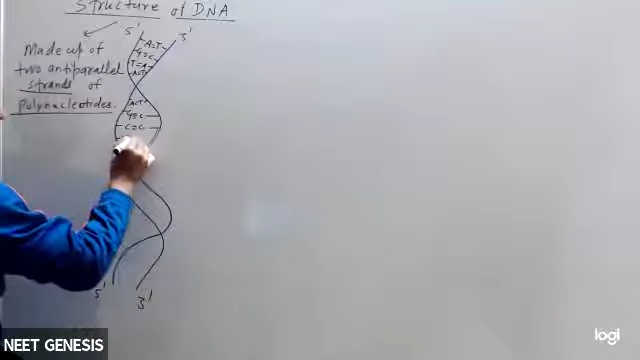 Structure of DNA
5'
3'
Made up of
two antiparallel
strands of
polynucleotides.
A=T
G≡C
T=A
A=T
A=T
G≡C
5'
3'
NEET GENESIS
logi